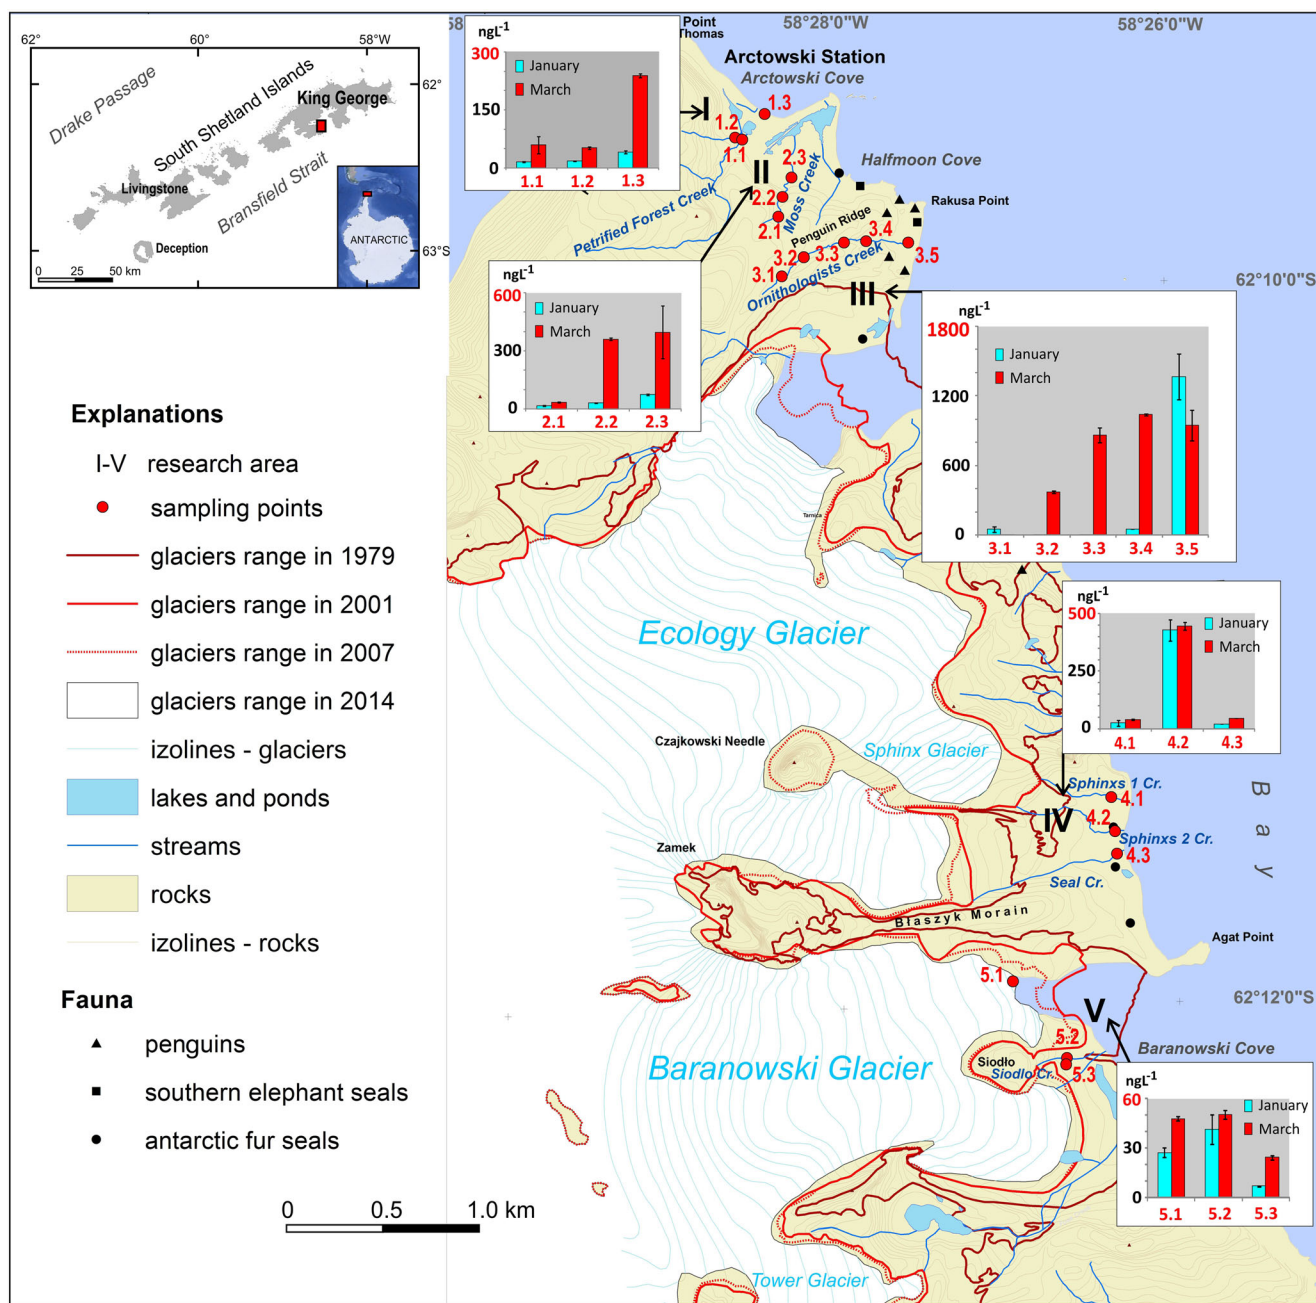 62°
60°
58°W
62°
63°S
Drake Passage
South Shetland Islands
King George
Bransfield Strait
Livingstone
Deception
ANTARCTIC
0 25 50 km
Explanations
I-V research area
sampling points
glaciers range in 1979
glaciers range in 2001
glaciers range in 2007
glaciers range in 2014
izolines - glaciers
lakes and ponds
streams
rocks
izolines - rocks
Fauna
penguins
southern elephant seals
antarctic fur seals
0 0.5 1.0 km
58°28'0"W
58°26'0"W
62°10'0"S
62°12'0"S
Point
Thomas
Arctowski Station
Arctowski Cove
Halfmoon Cove
Rakusa Point
Petrified Forest Creek
Moss Creek
Penguin Ridge
Ornithologists Creek
I
II
III
IV
V
1.1
1.2
1.3
2.1
2.2
2.3
3.1
3.2
3.3
3.4
3.5
4.1
4.2
4.3
5.1
5.2
5.3
ngL-1
300
150
0
January
March
1.1 1.2 1.3
ngL-1
600
300
0
January
March
2.1 2.2 2.3
ngL-1
1800
1200
600
0
January
March
3.1 3.2 3.3 3.4 3.5
ngL-1
500
250
0
January
March
4.1 4.2 4.3
ngL-1
60
30
0
January
March
5.1 5.2 5.3
Ecology Glacier
Czajkowski Needle
Sphinx Glacier
Zamek
Sphinxs 1 Cr.
Sphinxs 2 Cr.
Seal Cr.
Błaszyk Morain
Agat Point
Bay
Baranowski Glacier
Siodło
Siodlo Cr.
Baranowski Cove
Tower Glacier